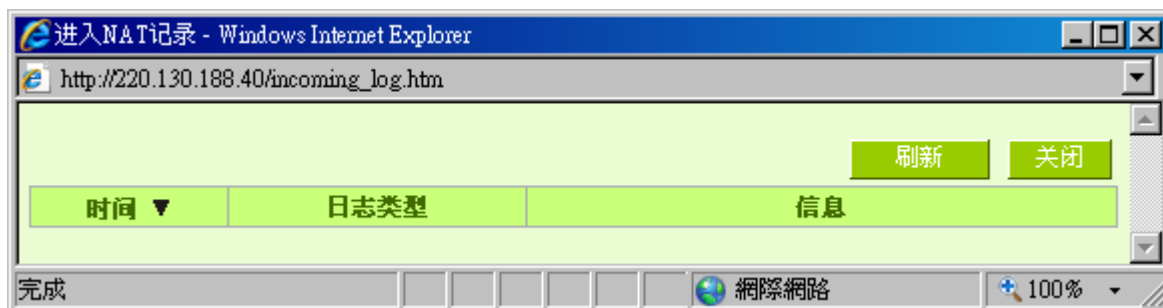 进入NAT记录 - Windows Internet Explorer
http://220.130.188.40/incoming_log.htm
刷新 关闭
时间 ▼ 日志类型 信息
完成 網際網路 100%